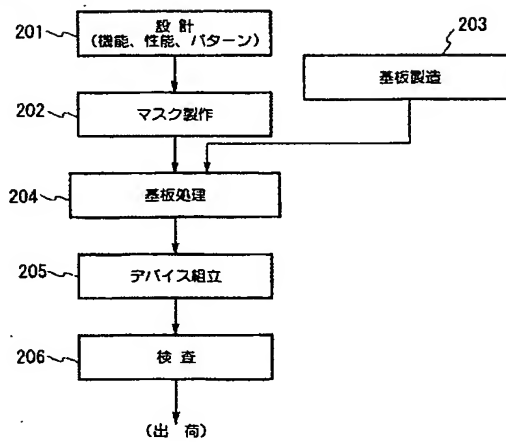 201
設計
(機能、性能、パターン)
203
基板製造
202
マスク製作
204
基板処理
205
デバイス組立
206
検査
(出荷)